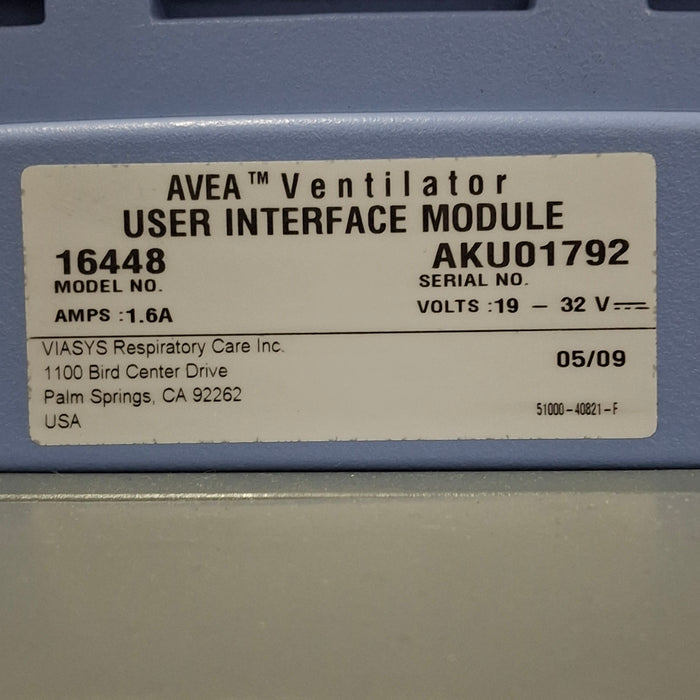 AVEA™ Ventilator
USER INTERFACE MODULE
16448 AKU01792
MODEL NO. SERIAL NO.
AMPS :1.6A VOLTS :19 – 32 V⎓
VIASYS Respiratory Care Inc.
1100 Bird Center Drive 05/09
Palm Springs, CA 92262
USA 51000-40821-F